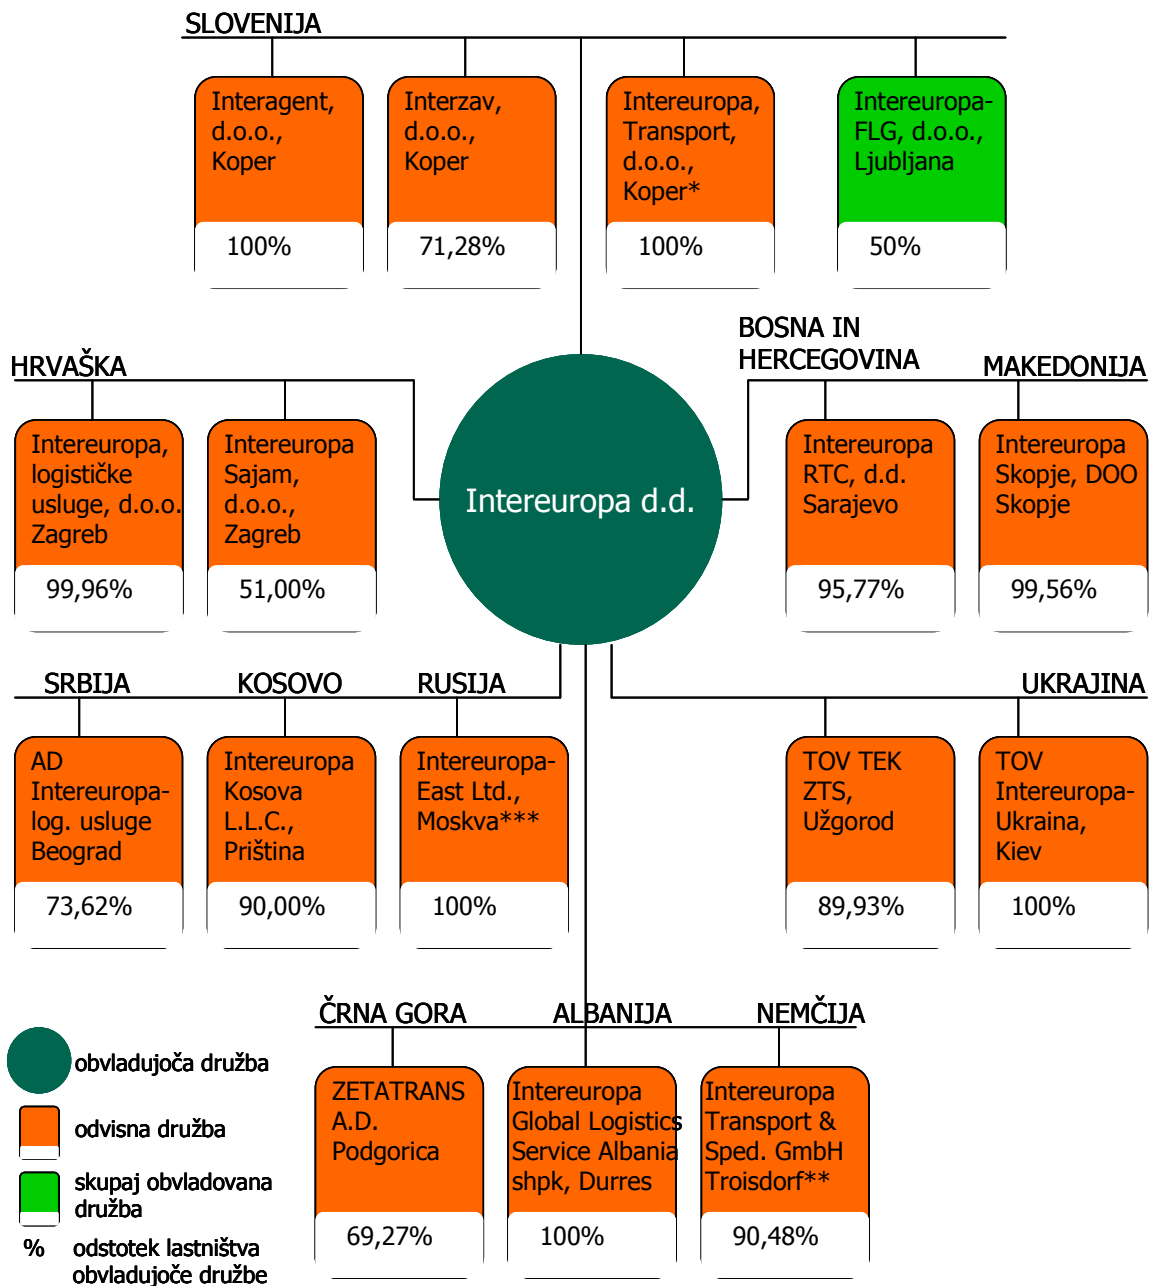 SLOVENIJA
Interagent,
d.o.o.,
Koper
100%
Interzav,
d.o.o.,
Koper
71,28%
Intereuropa,
Transport,
d.o.o.,
Koper*
100%
Intereuropa-
FLG, d.o.o.,
Ljubljana
50%
HRVAŠKA
Intereuropa,
logističke
usluge, d.o.o.
Zagreb
99,96%
Intereuropa
Sajam,
d.o.o.,
Zagreb
51,00%
Intereuropa d.d.
BOSNA IN
HERCEGOVINA
Intereuropa
RTC, d.d.
Sarajevo
95,77%
MAKEDONIJA
Intereuropa
Skopje, DOO
Skopje
99,56%
SRBIJA
AD
Intereuropa-
log. usluge
Beograd
73,62%
KOSOVO
Intereuropa
Kosova
L.L.C.,
Priština
90,00%
RUSIJA
Intereuropa-
East Ltd.,
Moskva***
100%
UKRAJINA
TOV TEK
ZTS,
Užgorod
89,93%
TOV
Intereuropa-
Ukraina,
Kiev
100%
ČRNA GORA
ZETATRANS
A.D.
Podgorica
69,27%
ALBANIJA
Intereuropa
Global Logistics
Service Albania
shpk, Durres
100%
NEMČIJA
Intereuropa
Transport &
Sped. GmbH
Troisdorf**
90,48%
obvladujoča družba
odvisna družba
skupaj obvladovana
družba
% odstotek lastništva
obvladujoče družbe